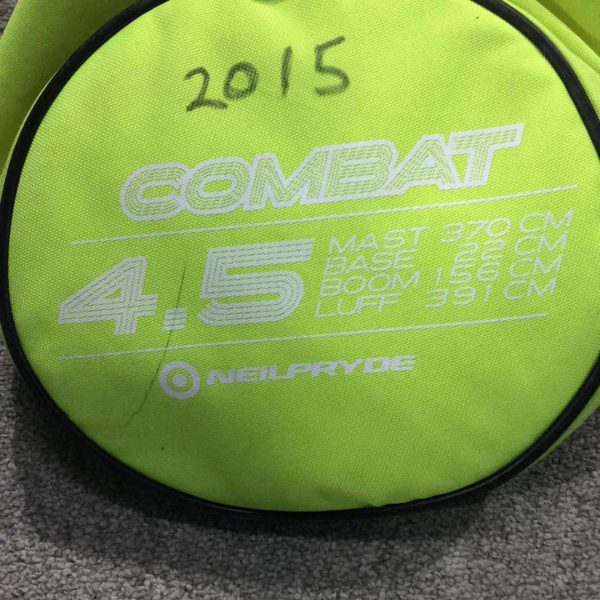 2015
COMBAT
4.5
MAST 370 CM
BASE 22 CM
BOOM 156 CM
LUFF 391 CM
NEILPRYDE